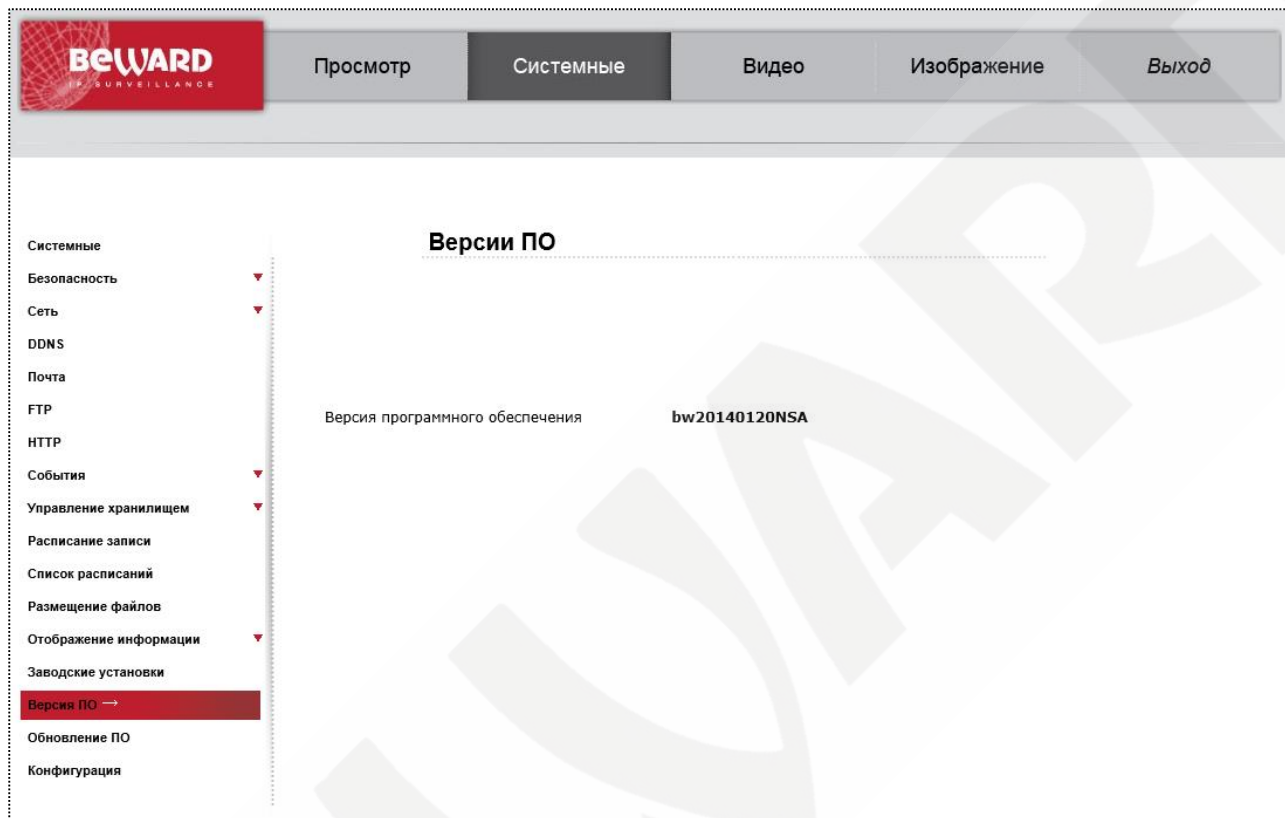 BEWARD
IP SURVEILLANCE
Просмотр
Системные
Видео
Изображение
Выход
Версии ПО
Системные
Безопасность
Сеть
DDNS
Почта
FTP
HTTP
События
Управление хранилищем
Расписание записи
Список расписаний
Размещение файлов
Отображение информации
Заводские установки
Версия ПО →
Обновление ПО
Конфигурация
Версия программного обеспечения bw20140120NSA